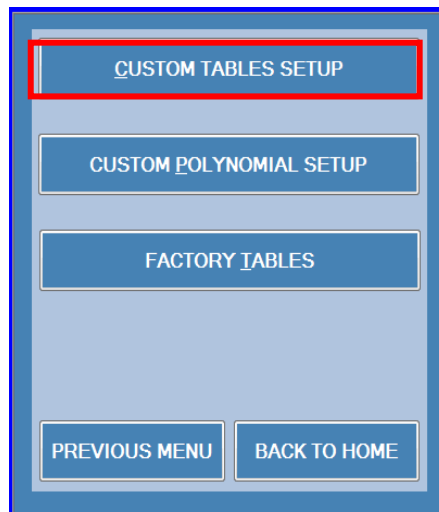 CUSTOM TABLES SETUP
CUSTOM POLYNOMIAL SETUP
FACTORY TABLES
PREVIOUS MENU
BACK TO HOME